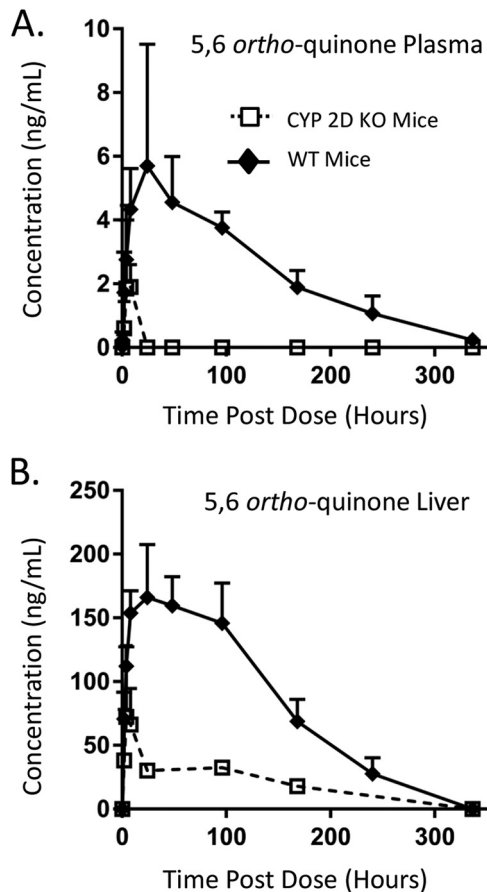 A.
5,6 ortho-quinone Plasma
CYP 2D KO Mice
WT Mice
Concentration (ng/mL)
10
8
6
4
2
0
0 100 200 300
Time Post Dose (Hours)
B.
5,6 ortho-quinone Liver
Concentration (ng/mL)
250
200
150
100
50
0
0 100 200 300
Time Post Dose (Hours)